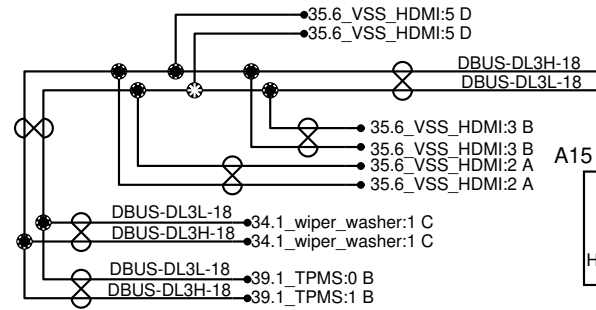 35.6_VSS_HDMI:5 D
35.6_VSS_HDMI:5 D
DBUS-DL3H-18
DBUS-DL3L-18
35.6_VSS_HDMI:3 B
35.6_VSS_HDMI:3 B
35.6_VSS_HDMI:2 A
35.6_VSS_HDMI:2 A
A15
H
DBUS-DL3L-18
34.1_wiper_washer:1 C
DBUS-DL3H-18
34.1_wiper_washer:1 C
DBUS-DL3L-18
39.1_TPMS:0 B
DBUS-DL3H-18
39.1_TPMS:1 B